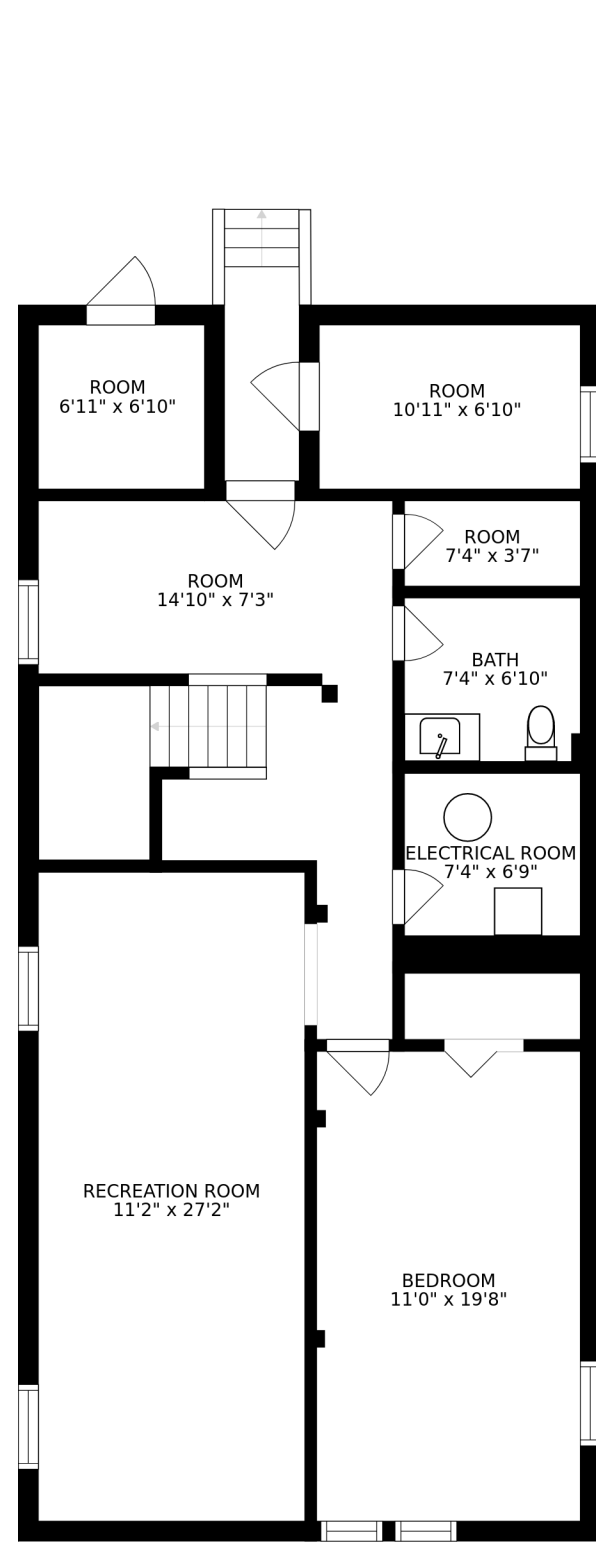 ROOM
6'11" x 6'10"
ROOM
10'11" x 6'10"
ROOM
7'4" x 3'7"
ROOM
14'10" x 7'3"
BATH
7'4" x 6'10"
ELECTRICAL ROOM
7'4" x 6'9"
RECREATION ROOM
11'2" x 27'2"
BEDROOM
11'0" x 19'8"